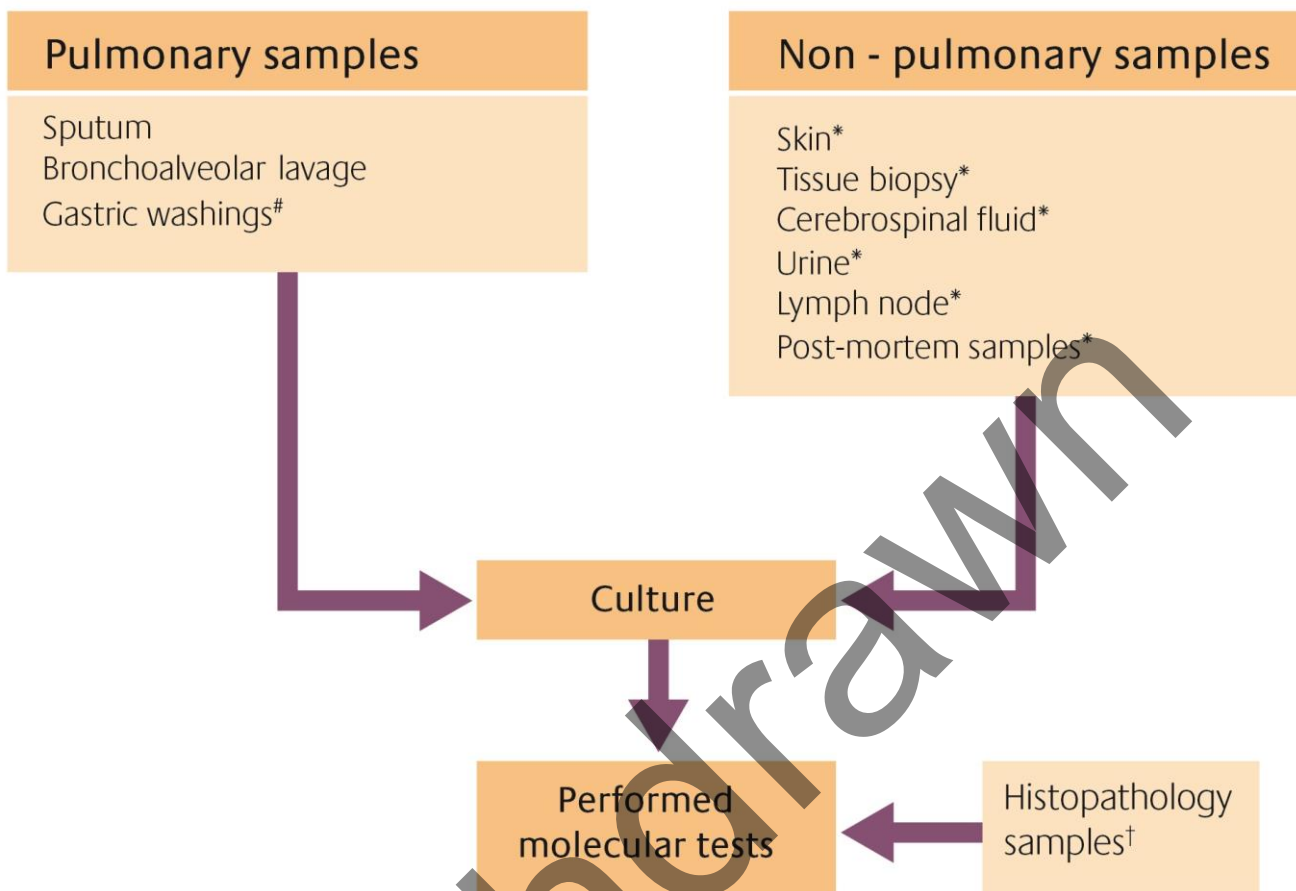 Pulmonary samples
Sputum
Bronchoalveolar lavage
Gastric washings#
Non - pulmonary samples
Skin*
Tissue biopsy*
Cerebrospinal fluid*
Urine*
Lymph node*
Post-mortem samples*
Culture
Performed
molecular tests
Histopathology
samples†
drawn